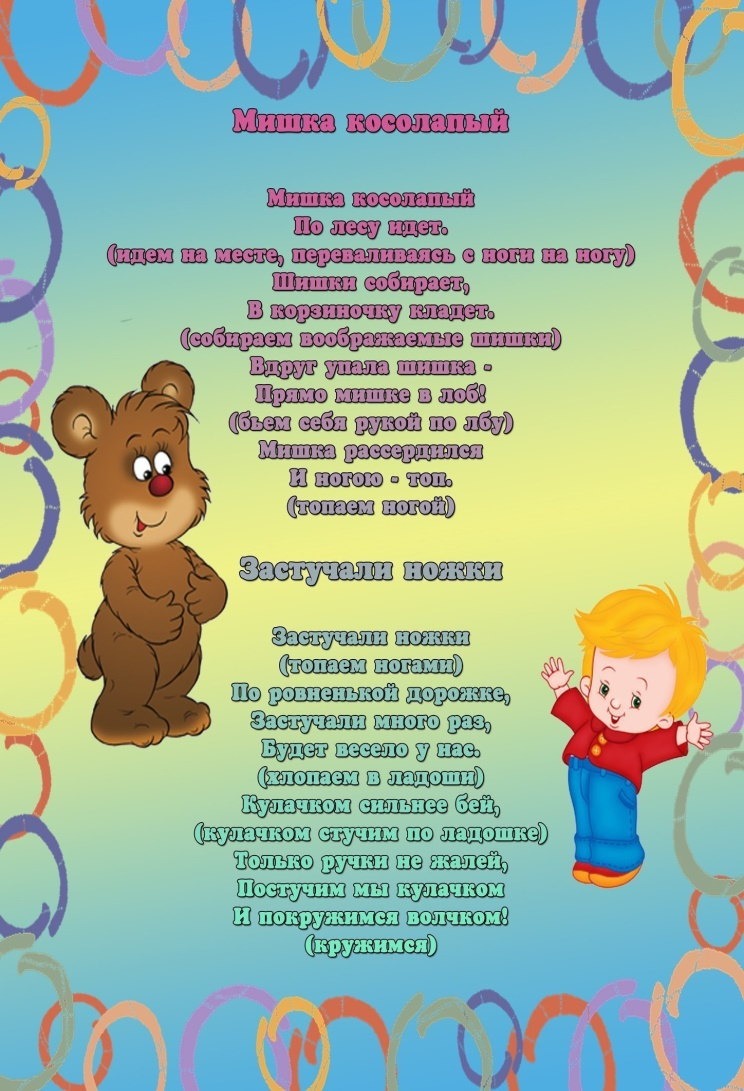 Мишка косолапый
Мишка косолапый
По лесу идет.
(идем на месте, переваливаясь с ноги на ногу)
Шишки собирает,
В корзиночку кладет.
(собираем воображаемые шишки)
Вдруг упала шишка -
Прямо мишке в лоб!
(бьем себя рукой по лбу)
Мишка рассердился
И ногою - топ.
(топаем ногой)
Застучали ножки
Застучали ножки
(топаем ногами)
По ровненькой дорожке,
Застучали много раз,
Будет весело у нас.
(хлопаем в ладоши)
Кулачком сильнее бей,
(кулачком стучим по ладошке)
Только ручки не жалей,
Постучим мы кулачком
И покружимся волчком!
(кружимся)